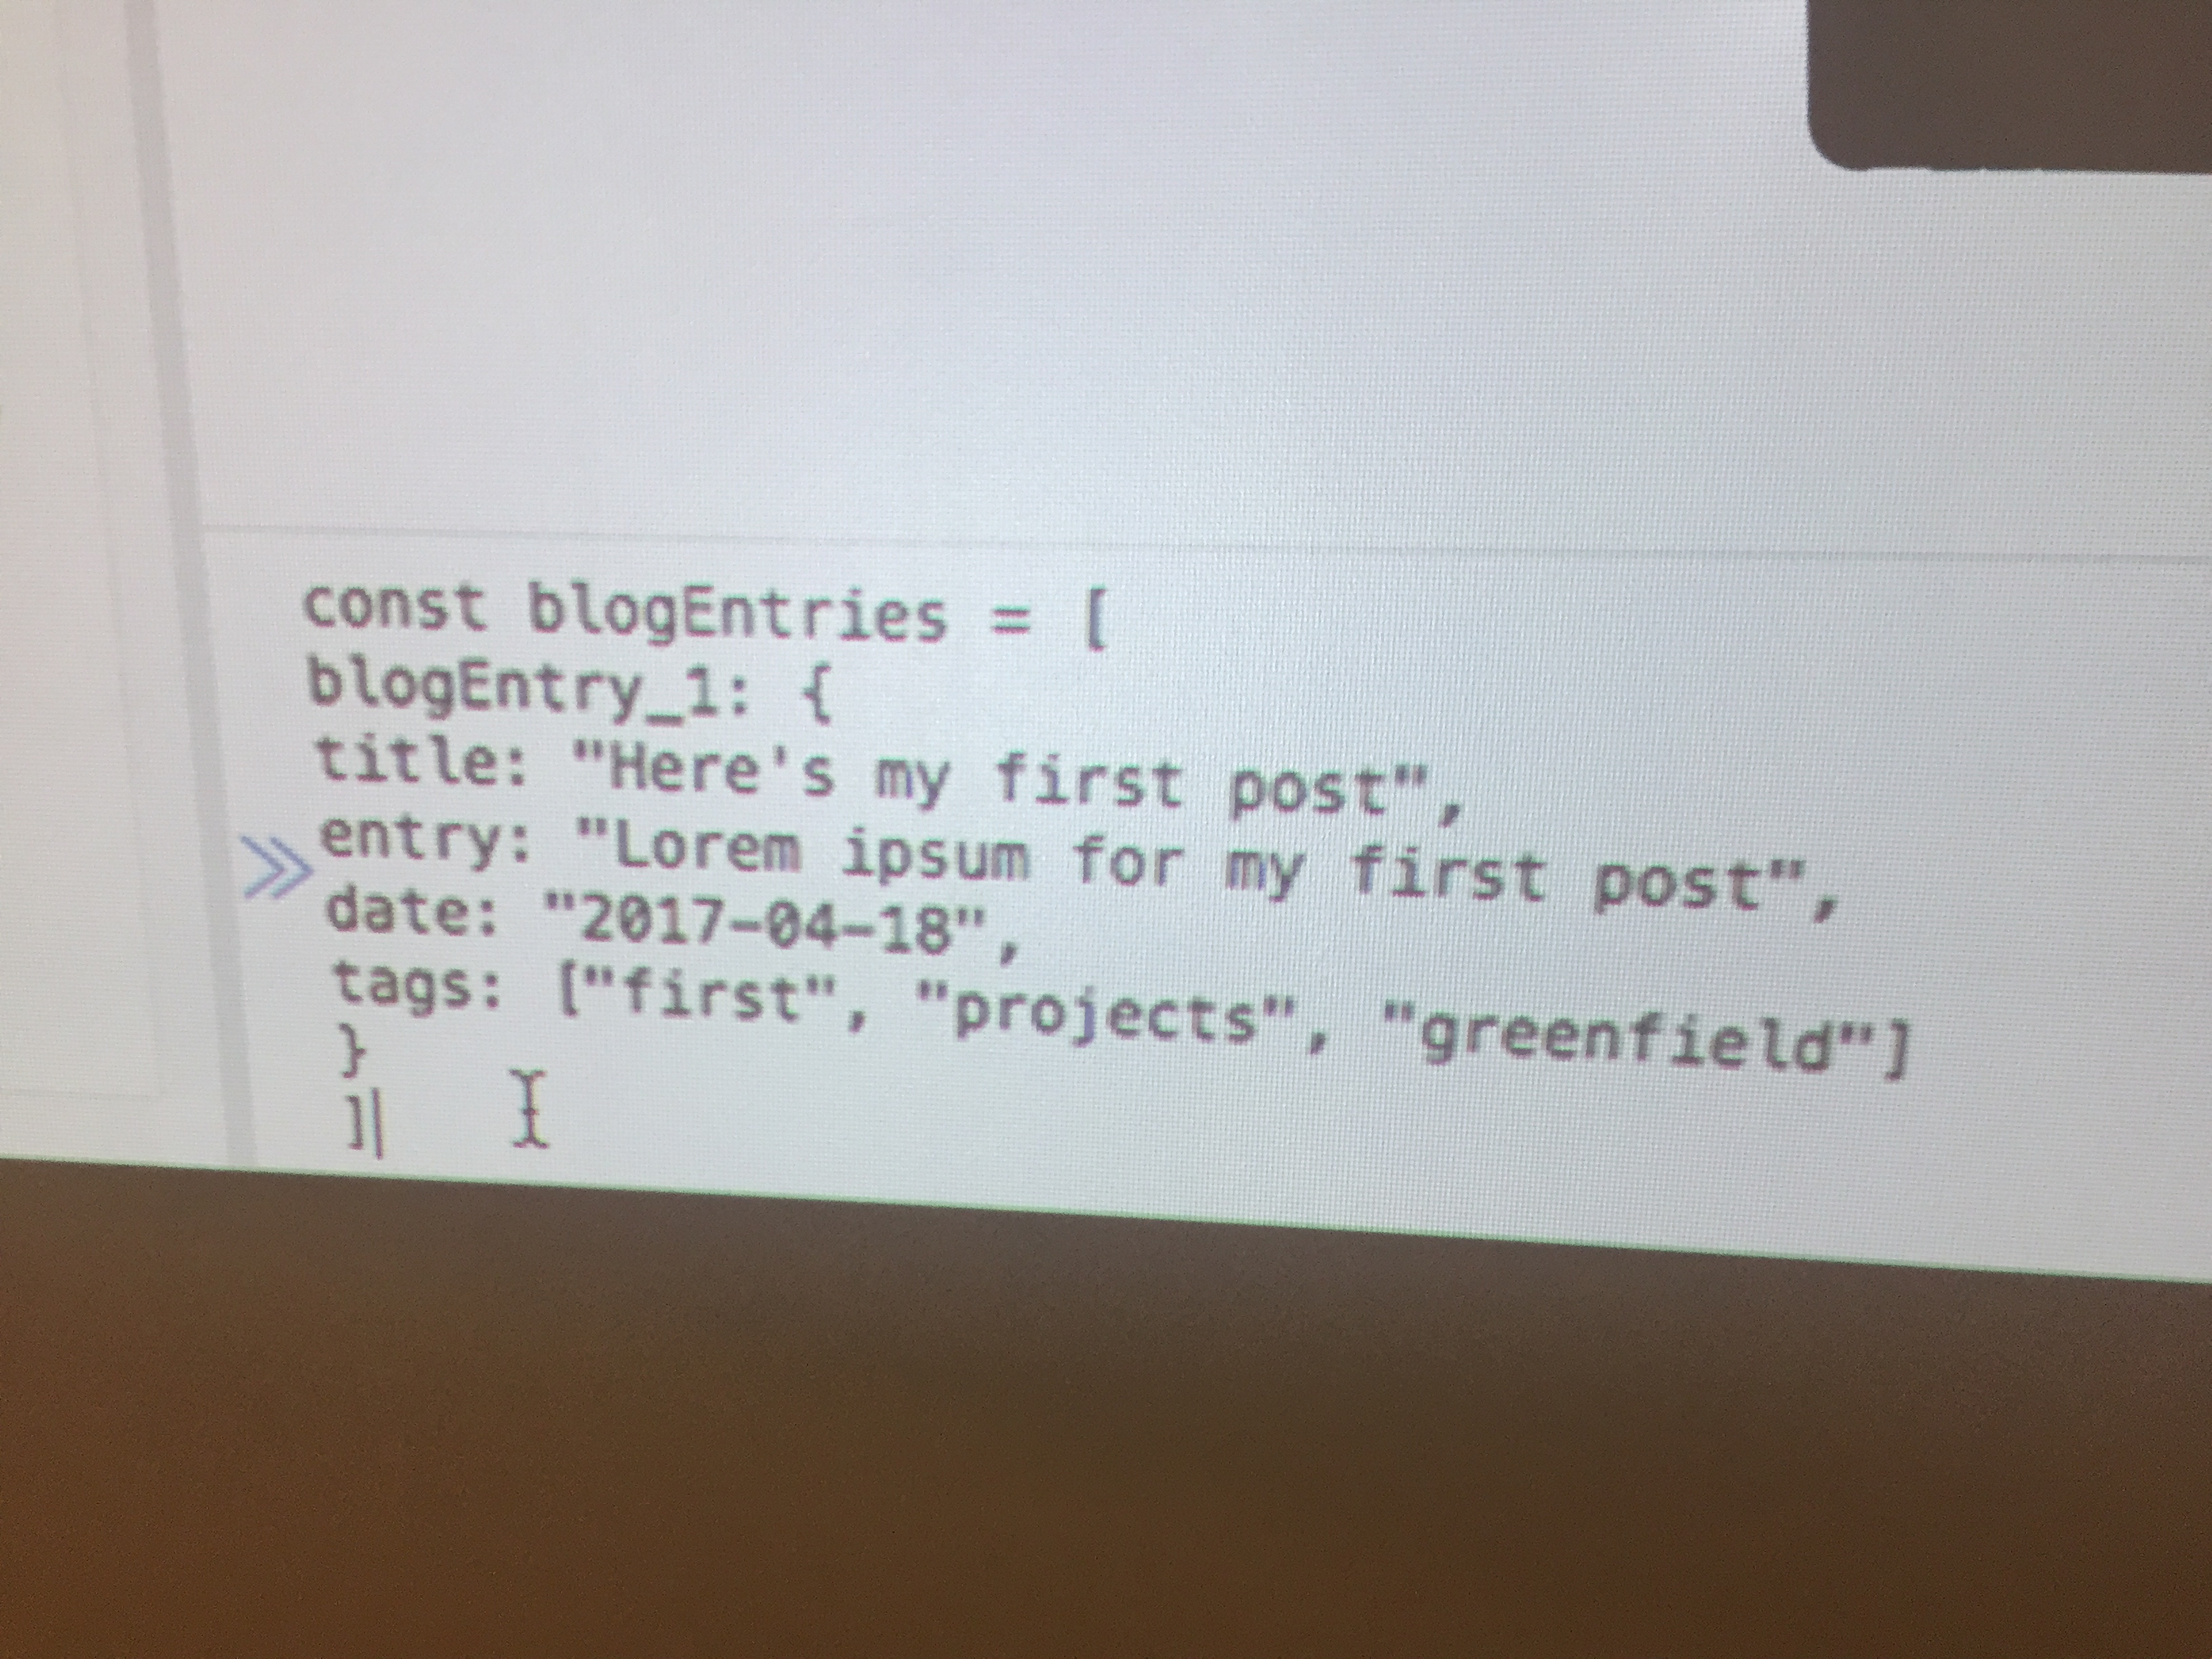 const blogEntries = [
blogEntry_1: {
title: "Here's my first post",
entry: "Lorem ipsum for my first post",
date: "2017-04-18",
tags: ["first", "projects", "greenfield"]
}
]